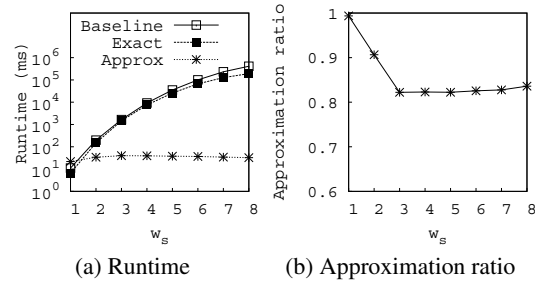 Baseline
Exact
Approx
Runtime (ms)
10^6
10^5
10^4
10^3
10^2
10^1
10^0
1 2 3 4 5 6 7 8
w_s
(a) Runtime
Approximation ratio
1
0.9
0.8
0.7
0.6
1 2 3 4 5 6 7 8
w_s
(b) Approximation ratio